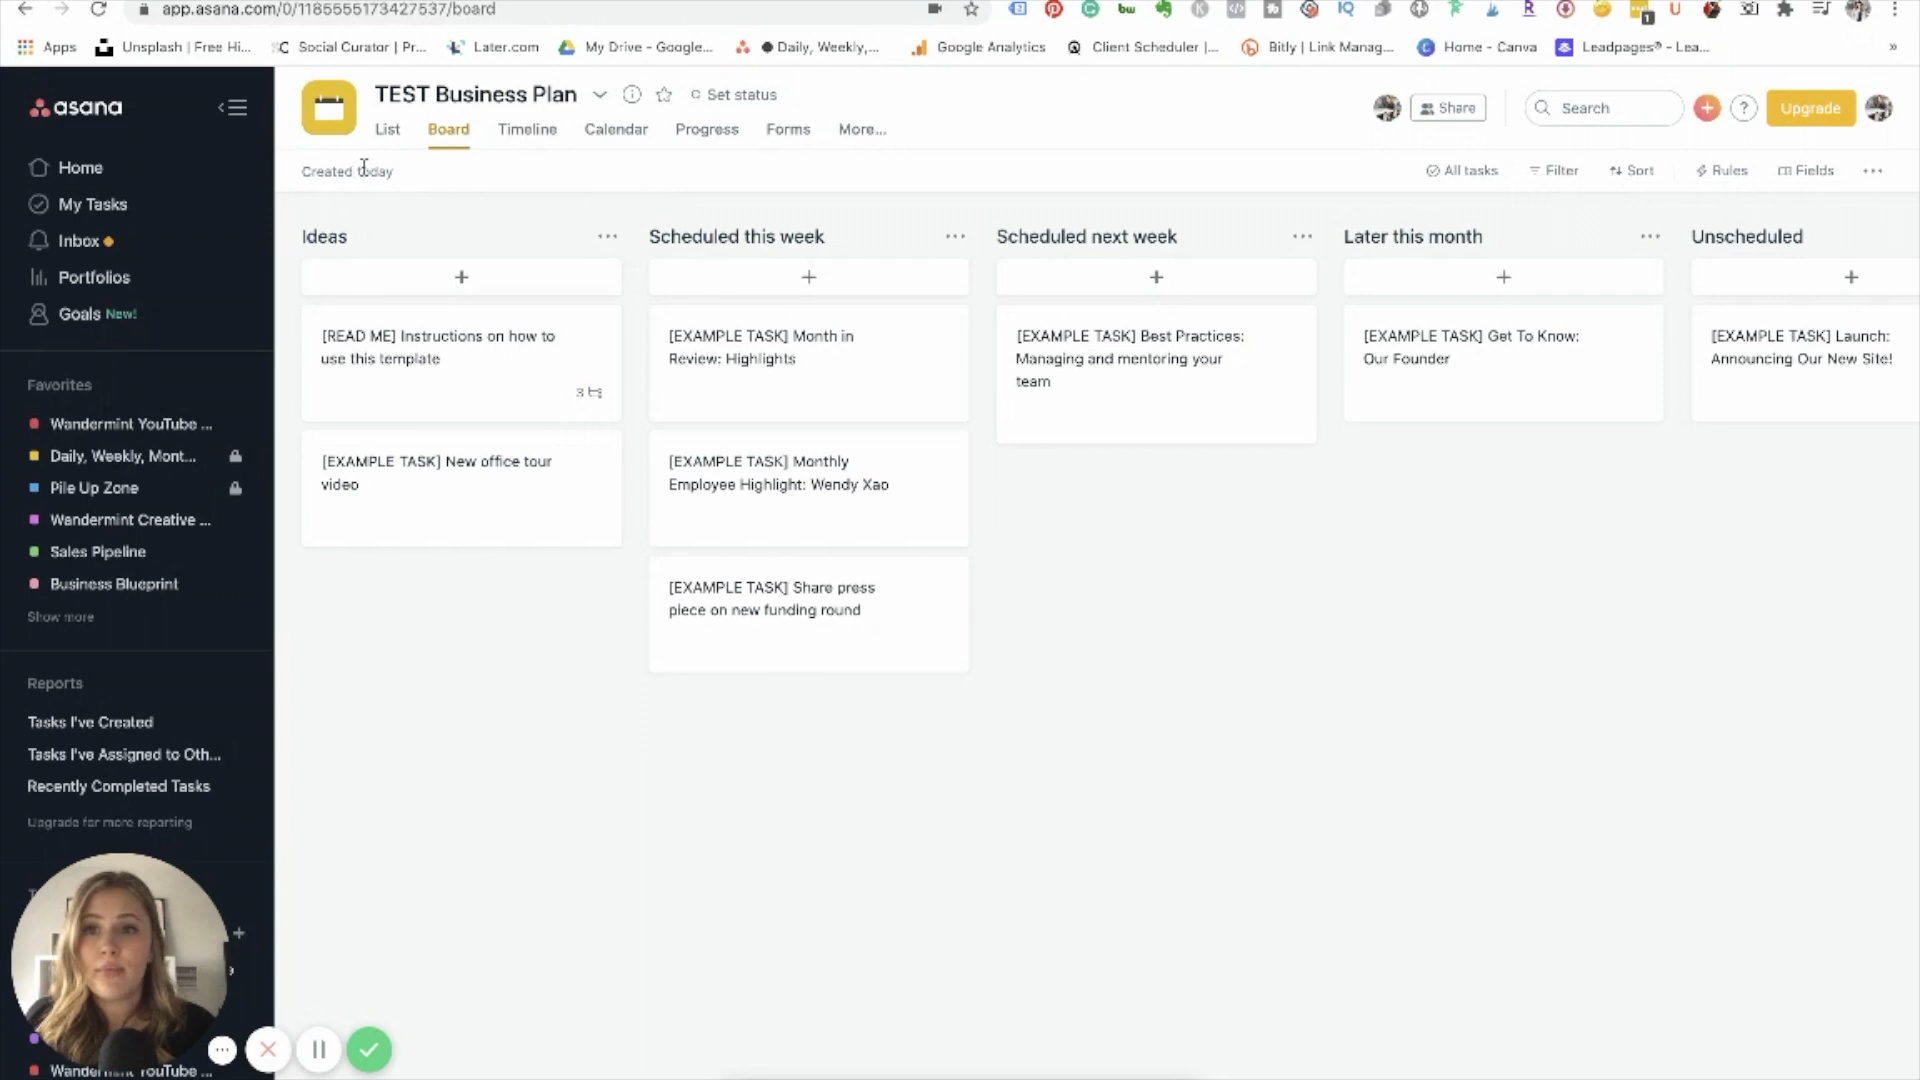 app.asana.com/0/1185555173427537/board
Apps
Unsplash | Free Hi...
Social Curator | Pr...
Later.com
My Drive - Google...
Daily, Weekly,...
Google Analytics
Client Scheduler |...
Bitly | Link Manag...
Home - Canva
Leadpages® - Lea...
»
asana
Home
My Tasks
Inbox
Portfolios
Goals New!
Favorites
Wandermint YouTube ...
Daily, Weekly, Mont...
Pile Up Zone
Wandermint Creative ...
Sales Pipeline
Business Blueprint
Show more
Reports
Tasks I've Created
Tasks I've Assigned to Oth...
Recently Completed Tasks
Upgrade for more reporting
Wandermint YouTube ...
TEST Business Plan
Set status
List
Board
Timeline
Calendar
Progress
Forms
More...
Share
Search
?
Upgrade
Created today
All tasks
Filter
Sort
Rules
Fields
Ideas
[READ ME] Instructions on how to
use this template
3
[EXAMPLE TASK] New office tour
video
Scheduled this week
[EXAMPLE TASK] Month in
Review: Highlights
[EXAMPLE TASK] Monthly
Employee Highlight: Wendy Xao
[EXAMPLE TASK] Share press
piece on new funding round
Scheduled next week
[EXAMPLE TASK] Best Practices:
Managing and mentoring your
team
Later this month
[EXAMPLE TASK] Get To Know:
Our Founder
Unscheduled
[EXAMPLE TASK] Launch:
Announcing Our New Site!